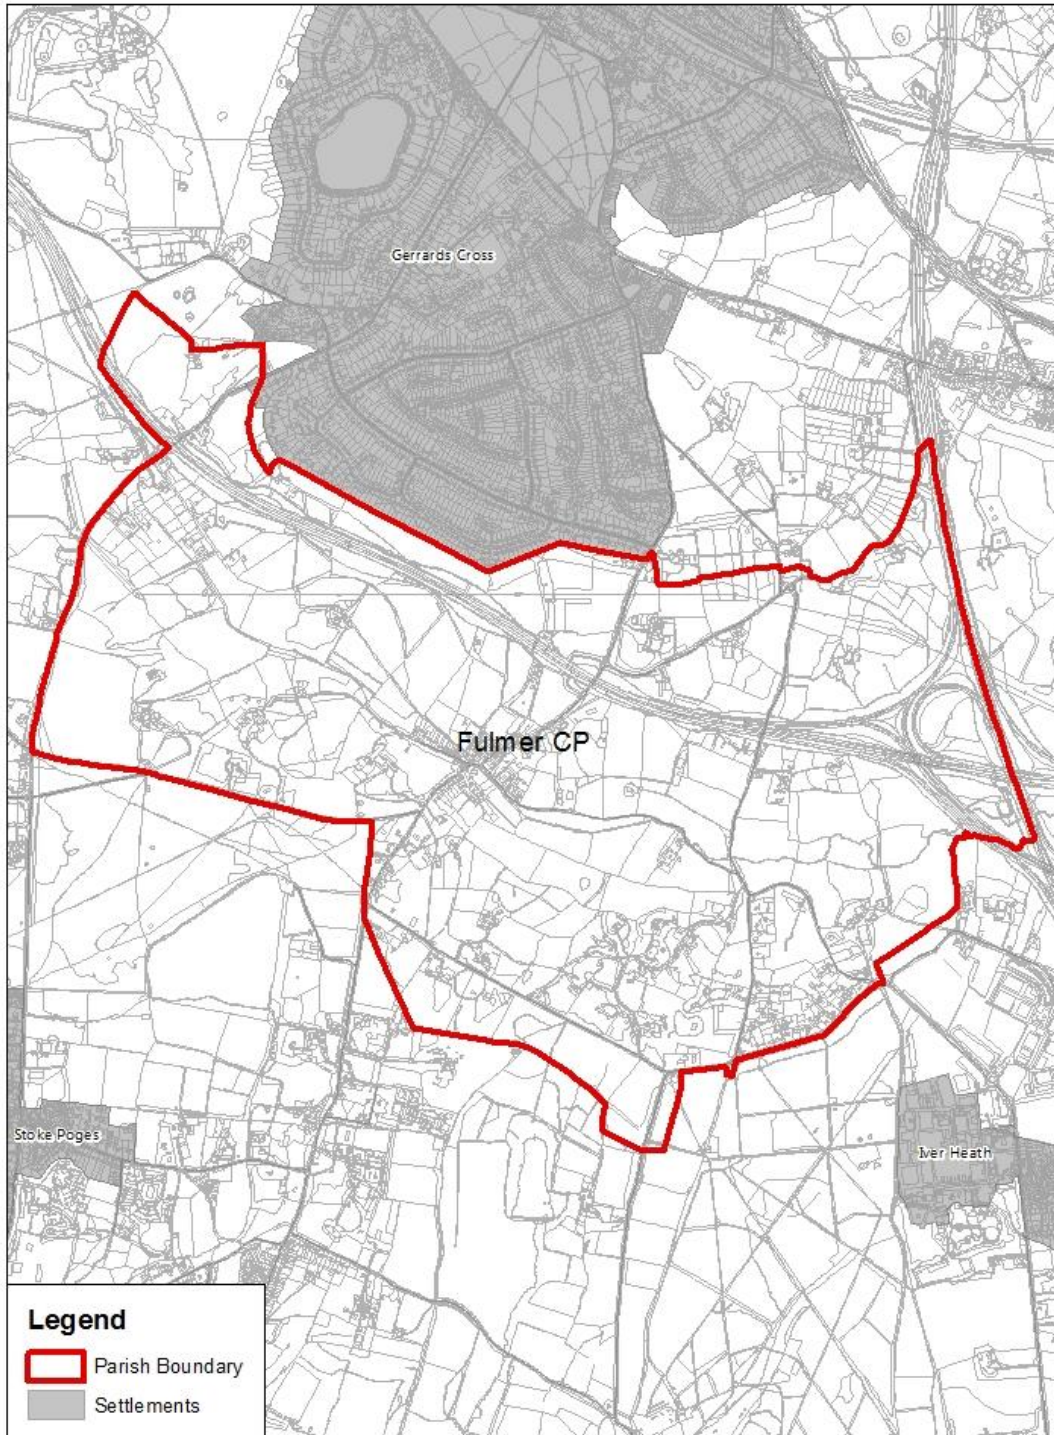 Gerrards Cross
Fulmer CP
Stoke Poges
Iver Heath
Legend
Parish Boundary
Settlements